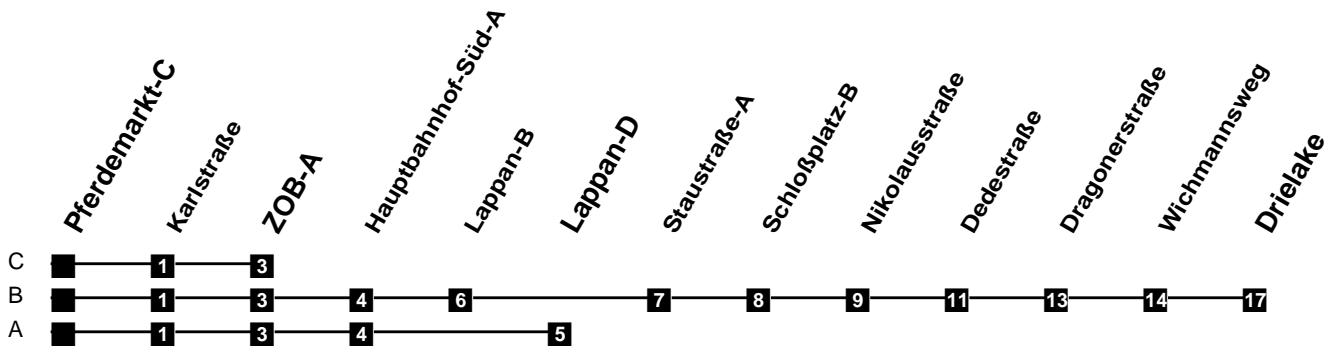 Pferdemarkt-C
Karlstraße
ZOB-A
Hauptbahnhof-Süd-A
Lappan-B
Lappan-D
Staustraße-A
Schloßplatz-B
Nikolausstraße
Dedestraße
Dragonerstraße
Wichmannsweg
Drielake
C 1 3
B 1 3 4 6 7 8 9 11 13 14 17
A 1 3 4 5